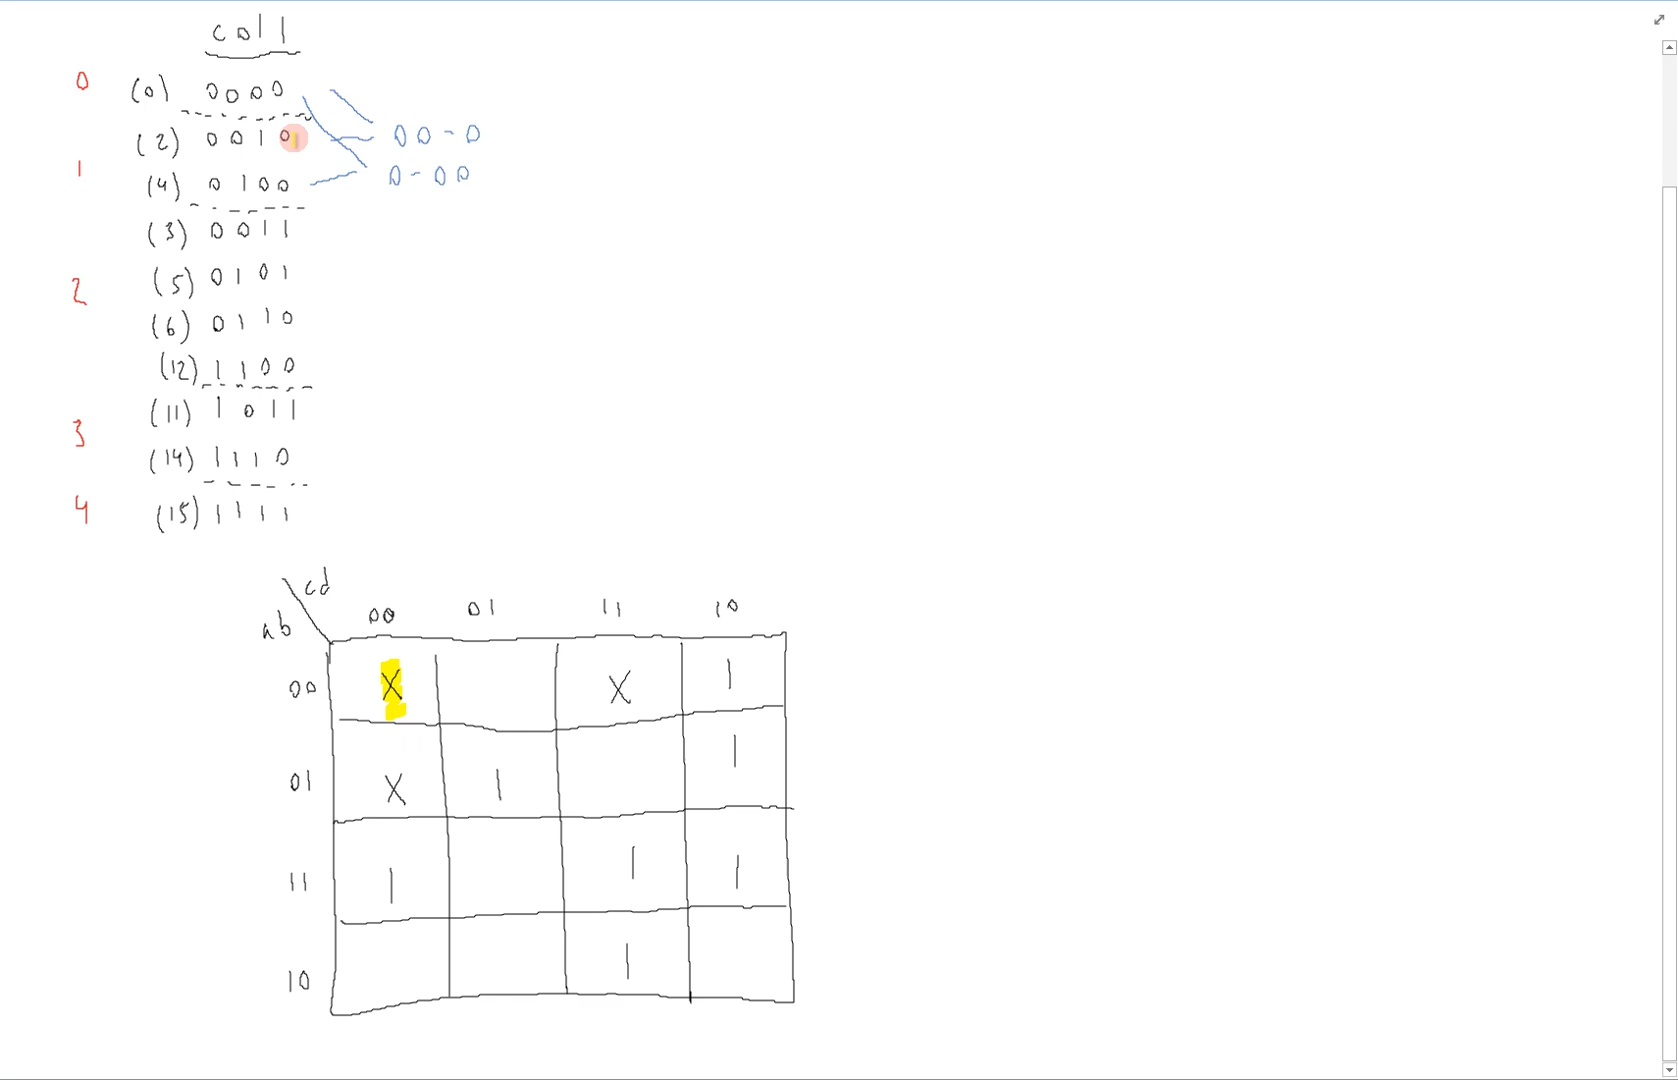 col 1
0 (0) 0000
(2) 0010 00-0
1 (4) 0100 0-00
(3) 0011
2 (5) 0101
(6) 0110
(12) 1100
3 (11) 1011
(14) 1110
4 (15) 1111
cd
ab 00 01 11 10
00 X X 1
01 X 1 1
11 1 1 1
10 1